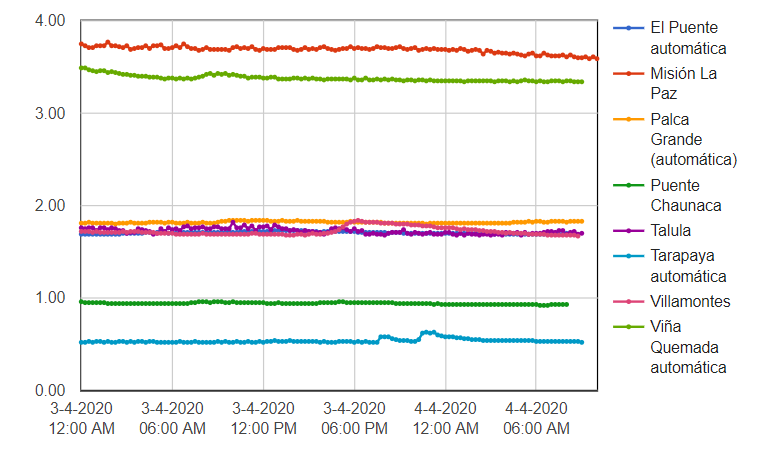 4.00
3.00
2.00
1.00
0.00
3-4-2020
12:00 AM
3-4-2020
06:00 AM
3-4-2020
12:00 PM
3-4-2020
06:00 PM
4-4-2020
12:00 AM
4-4-2020
06:00 AM
El Puente
automática
Misión La
Paz
Palca
Grande
(automática)
Puente
Chaunaca
Talula
Tarapaya
automática
Villamontes
Viña
Quemada
automática